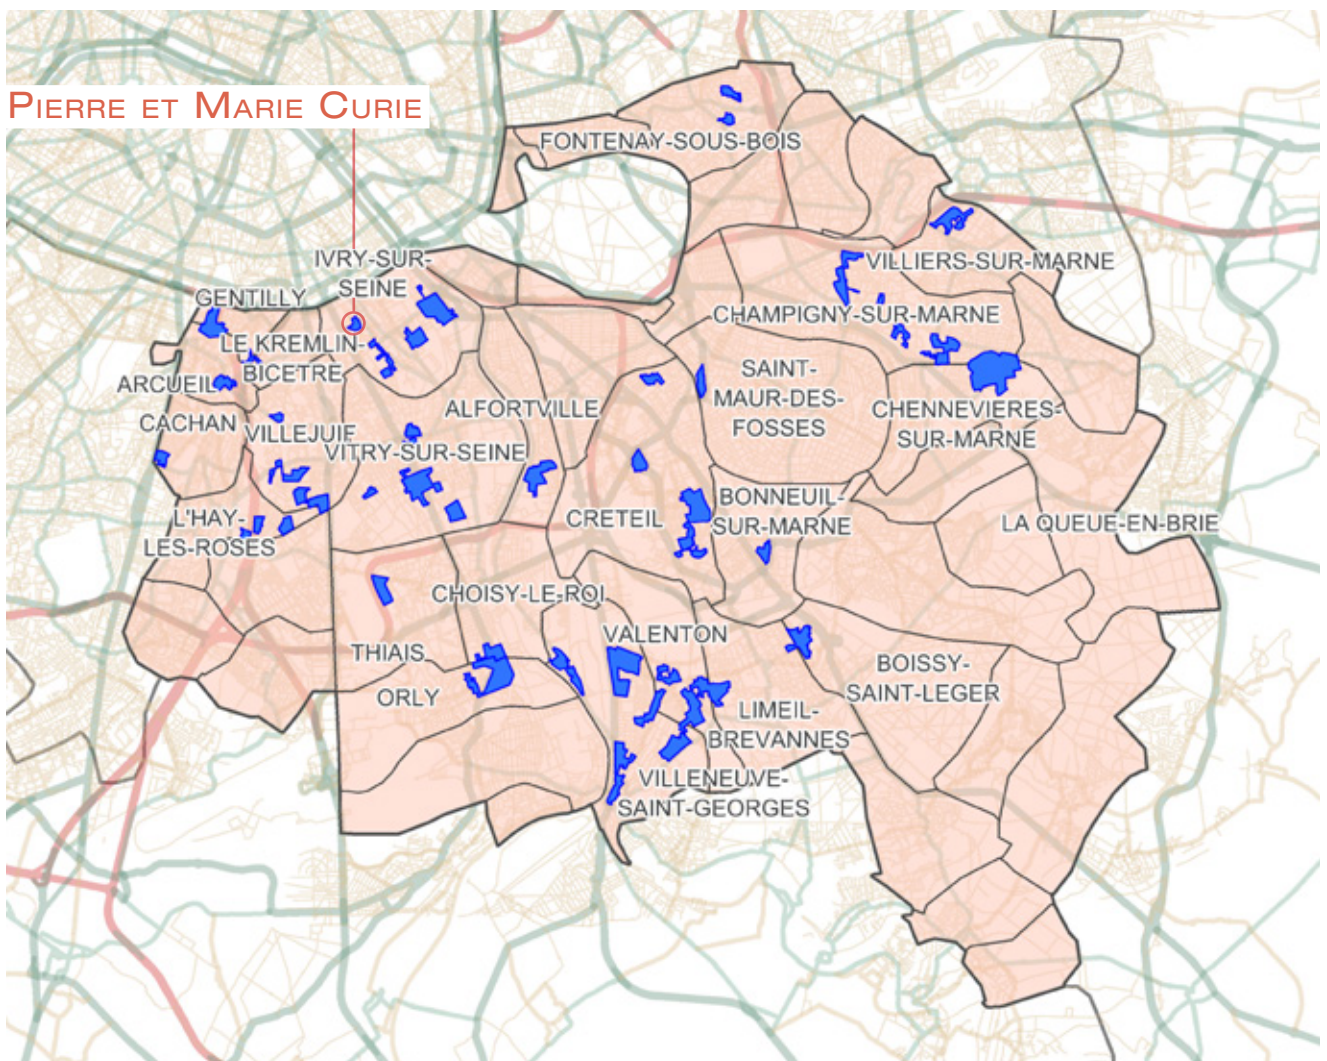 PIERRE ET MARIE CURIE
FONTENAY-SOUS-BOIS
IVRY-SUR-
SEINE
VILLIERS-SUR-MARNE
GENTILLY
CHAMPIGNY-SUR-MARNE
LE KREMLIN-
BICETRE
ARCUEIL
SAINT-
MAUR-DES-
FOSSES
CACHAN
VILLEJUIF
ALFORTVILLE
CHENNEVIERES-
SUR-MARNE
VITRY-SUR-SEINE
L'HAY-
LES-ROSES
CRETEIL
BONNEUIL-
SUR-MARNE
LA QUEUE-EN-BRIE
CHOISY-LE-ROI
THIAIS
VALENTON
ORLY
BOISSY-
SAINT-LEGER
LIMEIL-
BREVANNES
VILLENEUVE-
SAINT-GEORGES